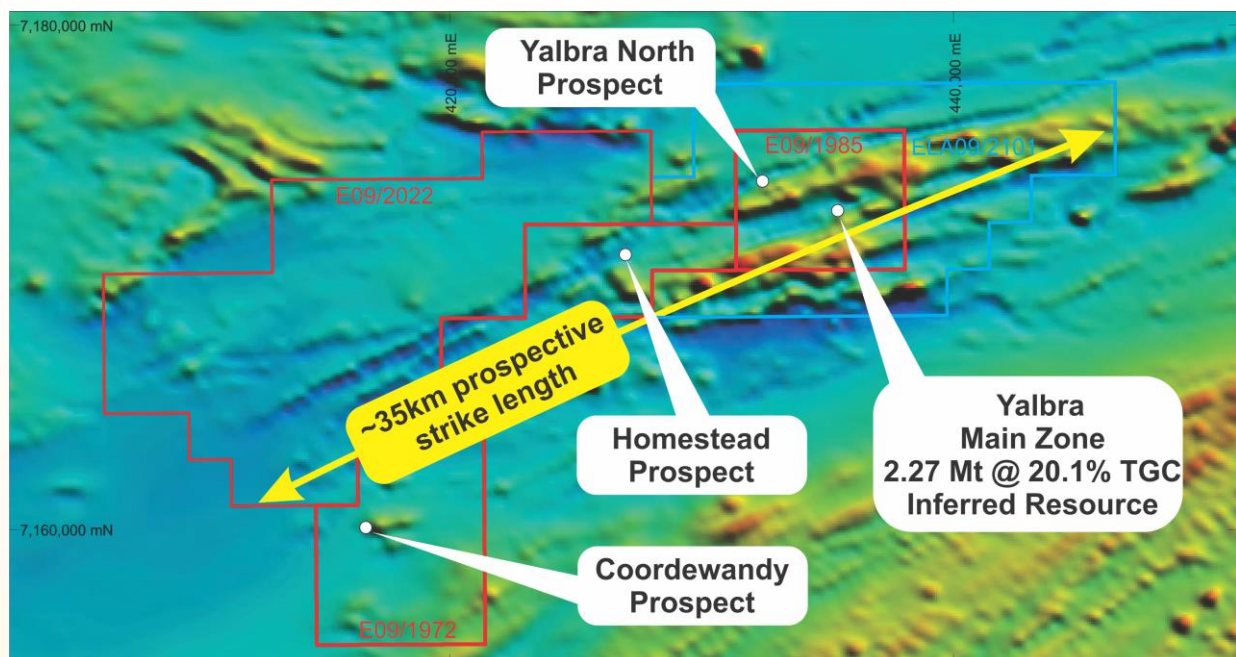 7,180,000 mN
420,000 mE
440,000 mE
Yalbra North
Prospect
E09/1985
ELA09/2101
E09/2022
~35km prospective
strike length
Homestead
Prospect
Yalbra
Main Zone
2.27 Mt @ 20.1% TGC
Inferred Resource
7,160,000 mN
Coordewandy
Prospect
E09/1972